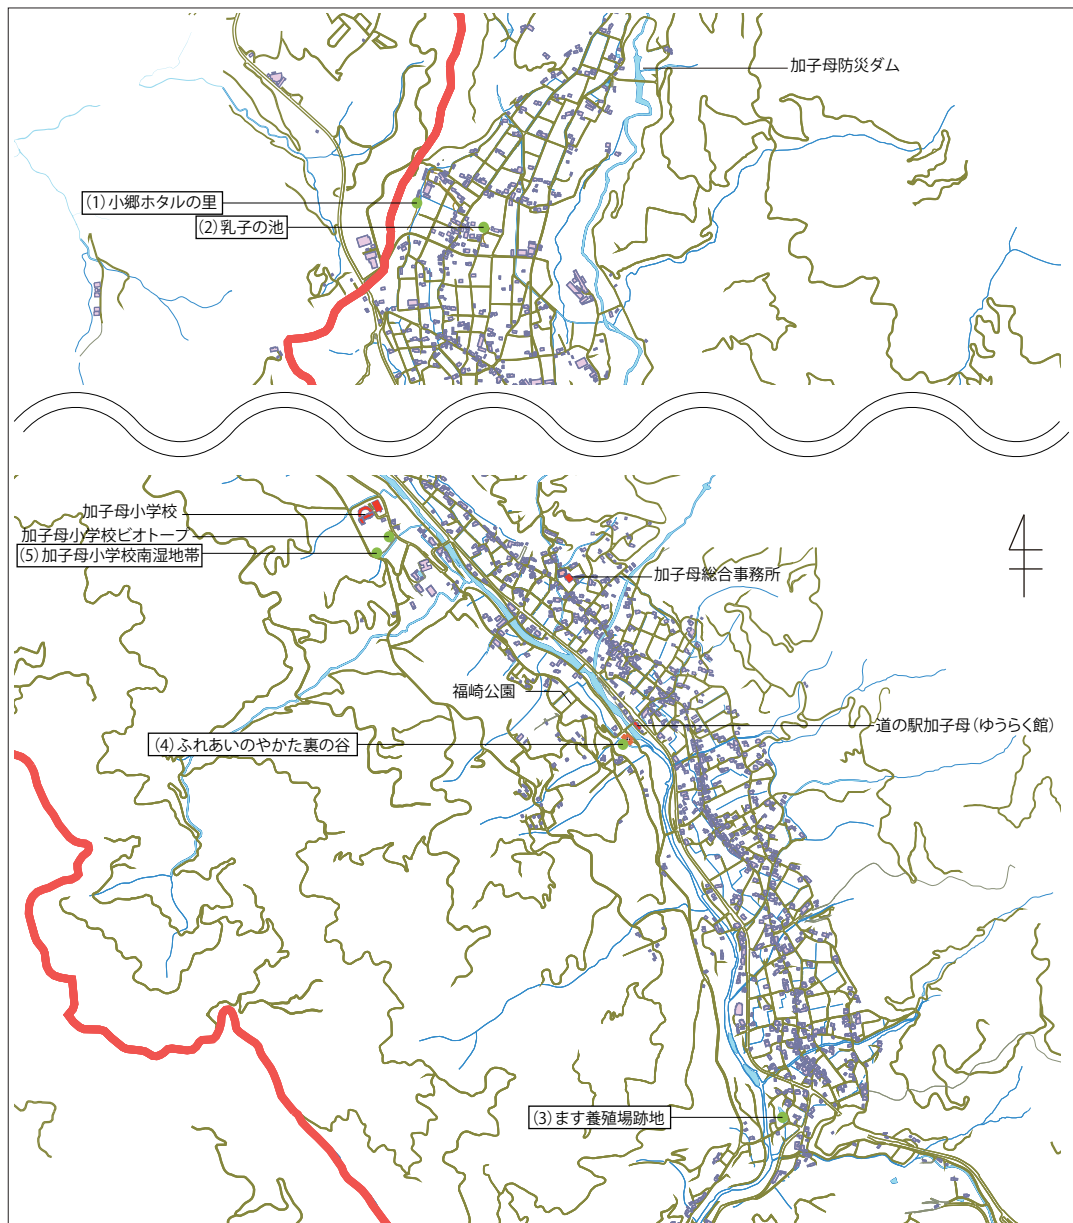 加子母防災ダム
(1)小郷ホタルの里
(2)乳子の池
加子母小学校
加子母小学校ビオトープ
(5)加子母小学校南湿地帯
加子母総合事務所
福崎公園
道の駅加子母(ゆうらく館)
(4)ふれあいのやかた裏の谷
(3)ます養殖場跡地